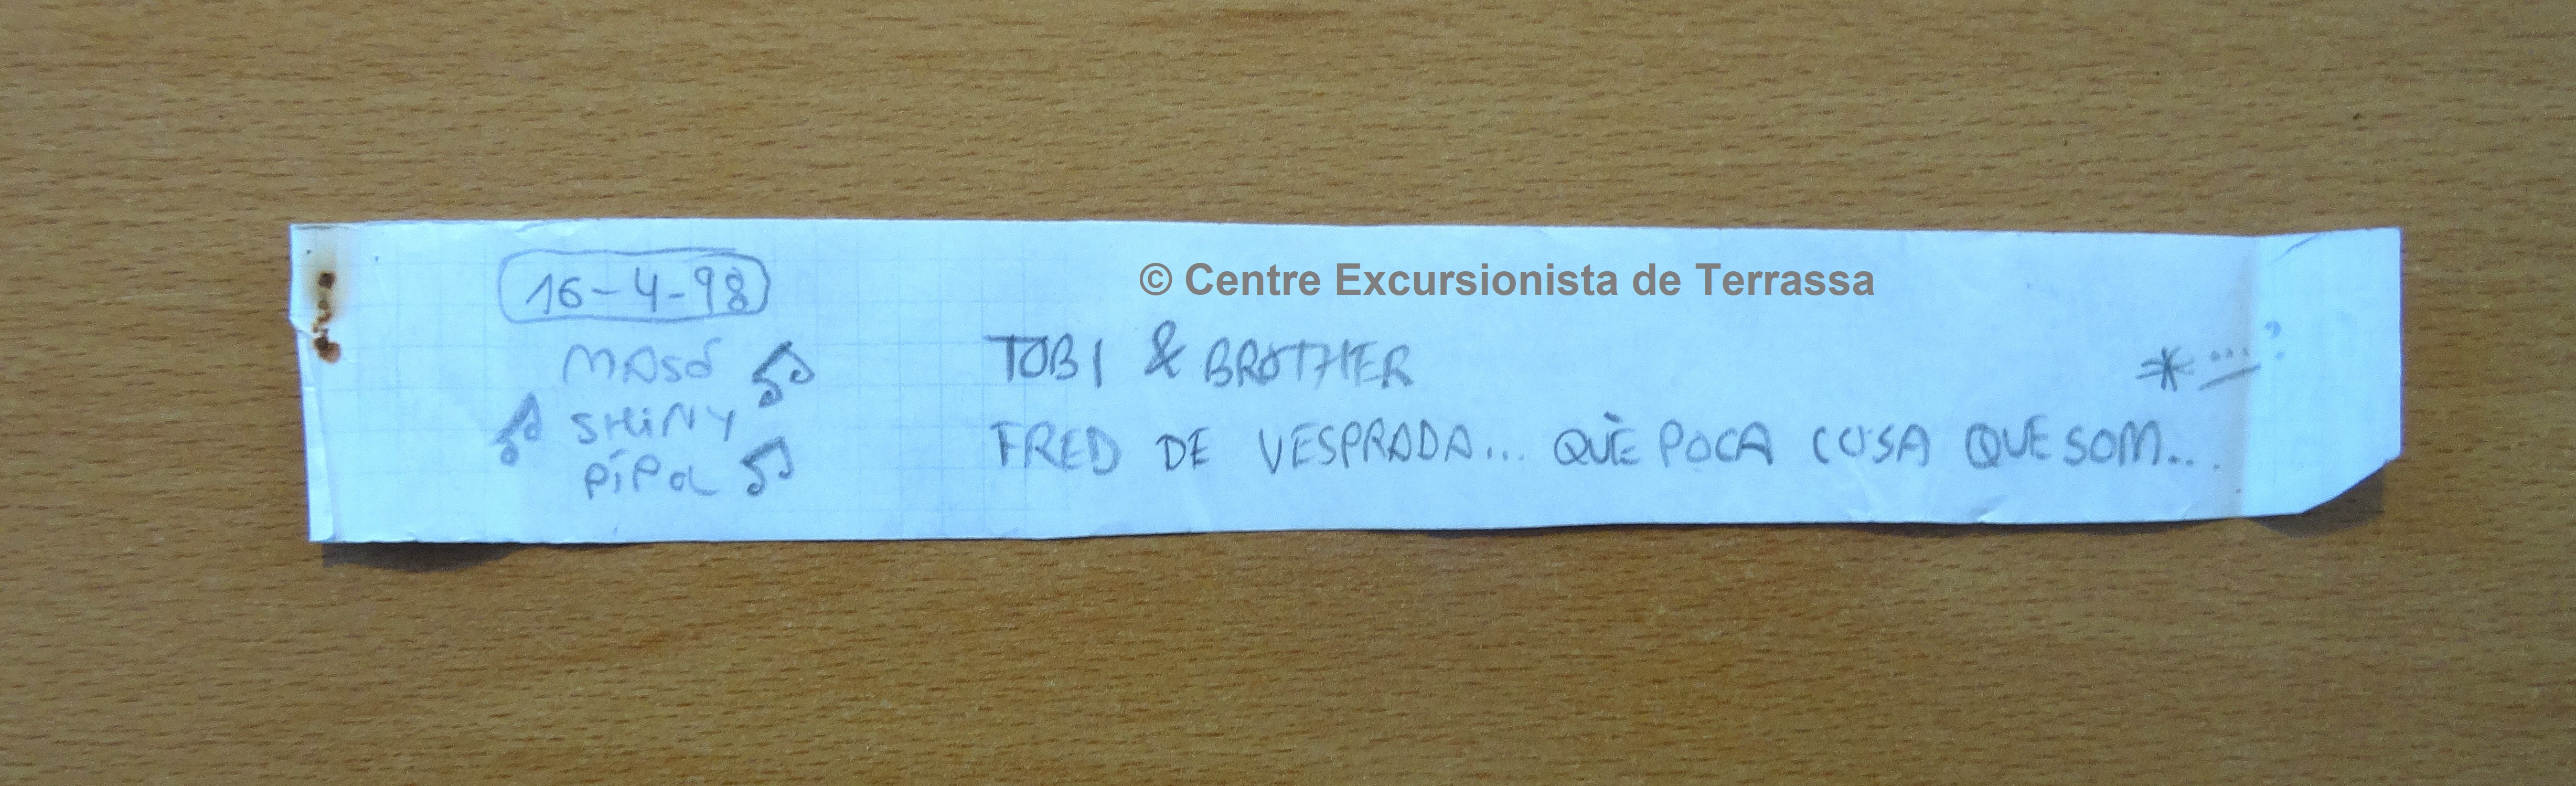 16-4-98
MASÓ
SHINY
PÍPOL
© Centre Excursionista de Terrassa
TOBI & BROTHER
FRED DE VESPRADA... QUÈ POCA COSA QUE SOM...